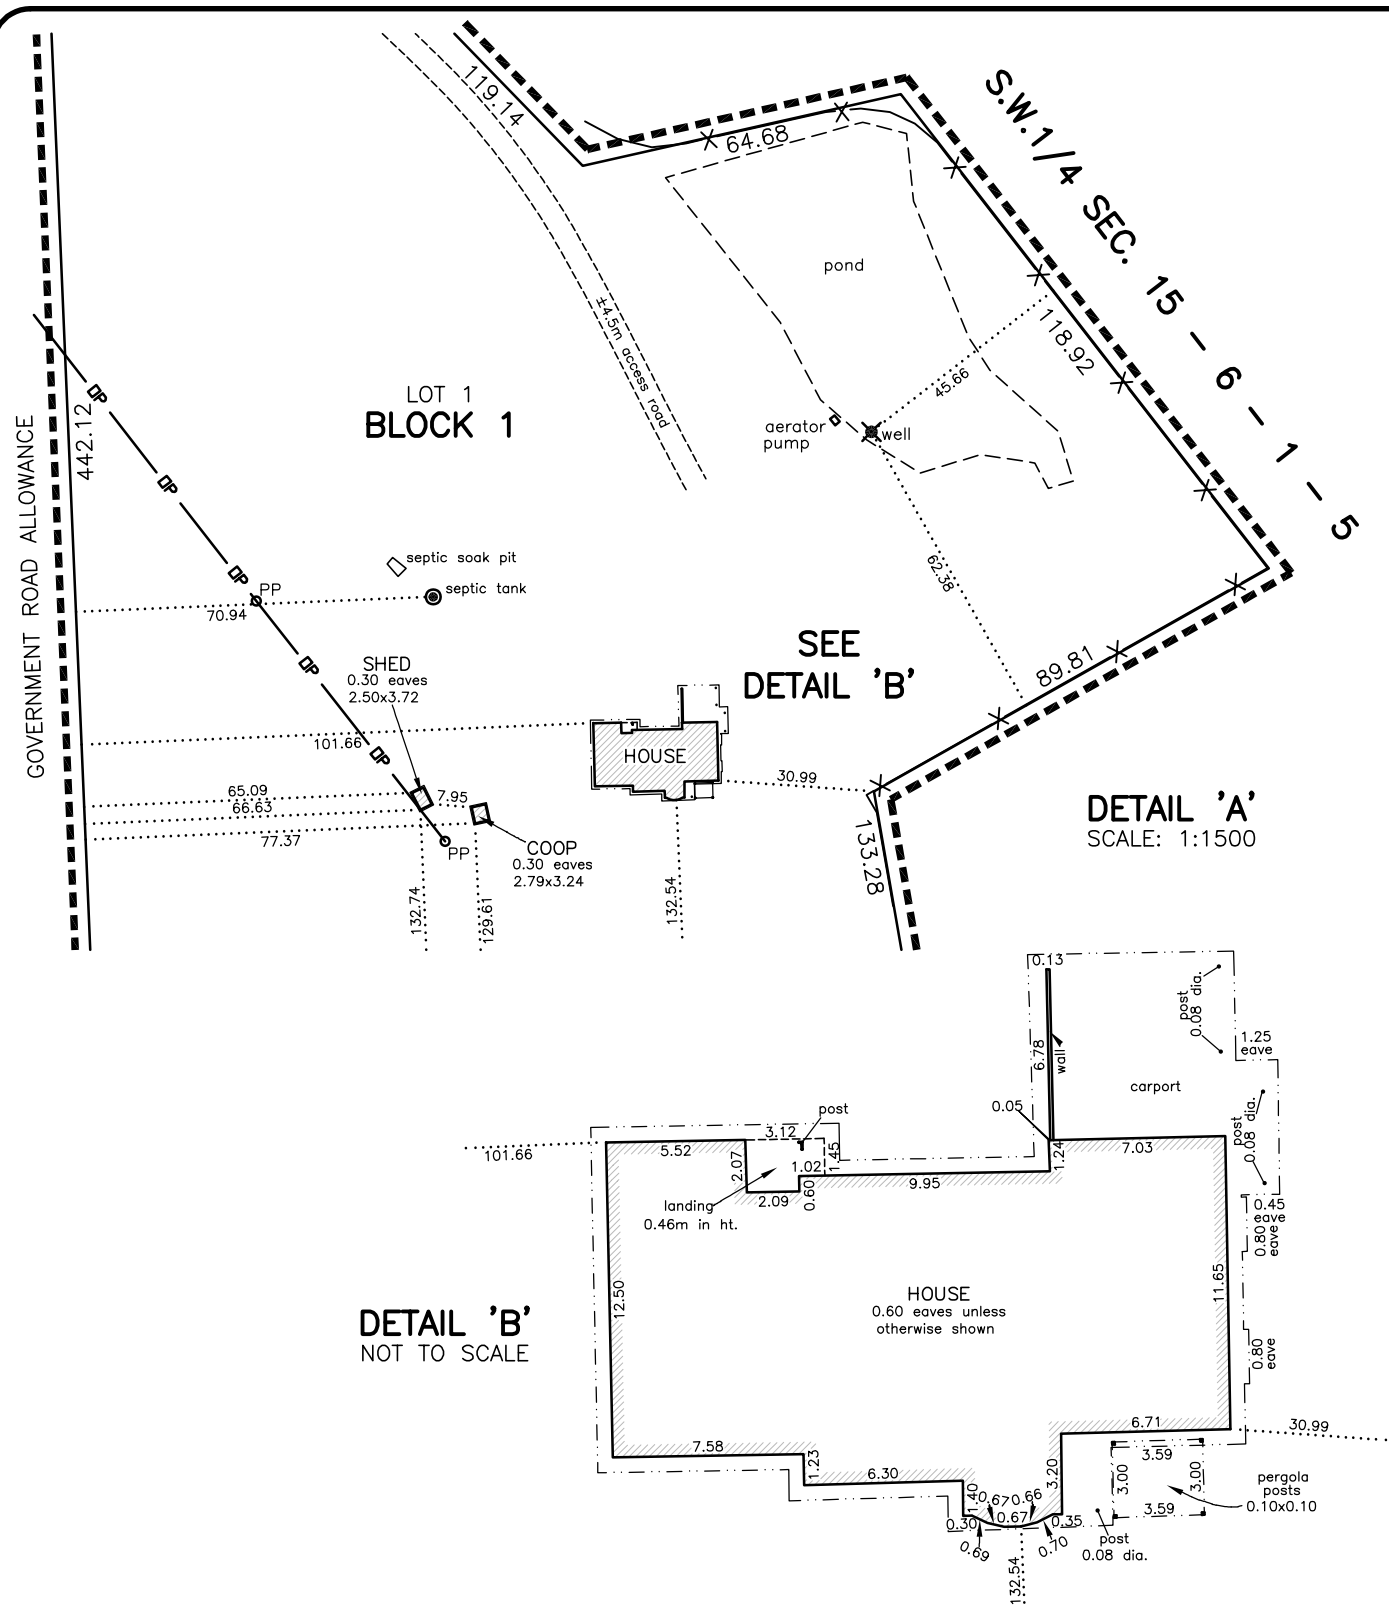 119.14
64.68
S.W.1/4 SEC. 15 - 6 - 1 - 5
pond
±4.5m access road
118.92
45.66
442.12
LOT 1
BLOCK 1
aerator
pump
well
GOVERNMENT ROAD ALLOWANCE
septic soak pit
septic tank
PP
70.94
62.38
SEE
DETAIL 'B'
89.81
SHED
0.30 eaves
2.50x3.72
101.66
HOUSE
30.99
65.09
7.95
66.63
77.37
PP
COOP
0.30 eaves
2.79x3.24
132.74
129.61
132.54
133.28
DETAIL 'A'
SCALE: 1:1500
0.13
post
0.08 dia.
1.25
eave
6.78
wall
carport
post
0.08 dia.
0.05
post
3.12
101.66
5.52
2.07
1.45
1.02
1.24
7.03
9.95
landing
0.46m in ht.
2.09
0.60
0.45
eave
0.80
eave
12.50
HOUSE
0.60 eaves unless
otherwise shown
11.65
DETAIL 'B'
NOT TO SCALE
0.80
eave
6.71
30.99
7.58
1.23
6.30
3.20
3.59
3.00
3.00
3.59
pergola
posts
0.10x0.10
1.40
0.67
0.66
0.30
0.67
0.35
0.69
0.70
post
0.08 dia.
132.54